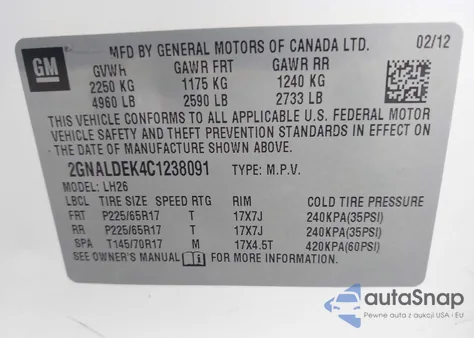 GM
MFD BY GENERAL MOTORS OF CANADA LTD.
02/12
GVWR GAWR FRT GAWR RR
2250 KG 1175 KG 1240 KG
4960 LB 2590 LB 2733 LB
THIS VEHICLE CONFORMS TO ALL APPLICABLE U.S. FEDERAL MOTOR
VEHICLE SAFETY AND THEFT PREVENTION STANDARDS IN EFFECT ON
THE DATE OF MANUFACTURE SHOWN ABOVE.
2GNALDEK4C1238091 TYPE: M.P.V.
MODEL: LH26
LBCL TIRE SIZE SPEED RTG RIM COLD TIRE PRESSURE
FRT P225/65R17 T 17X7J 240KPA(35PSI)
RR P225/65R17 T 17X7J 240KPA(35PSI)
SPA T145/70R17 M 17X4.5T 420KPA(60PSI)
SEE OWNER'S MANUAL FOR MORE INFORMATION.
autoSnap
Pewne auta z aukcji USA i EU